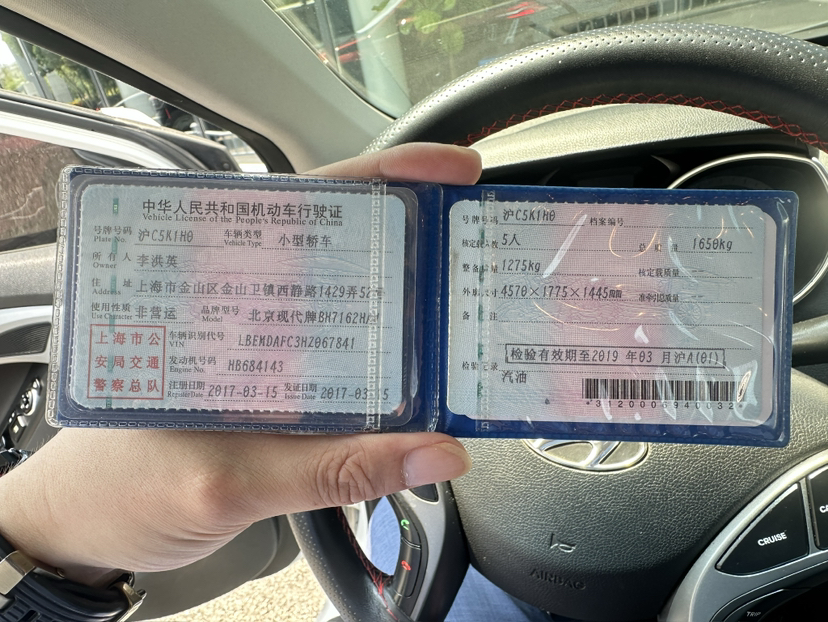 中华人民共和国机动车行驶证
Vehicle License of the People's Republic of China
号牌号码 沪C5K1H0 车辆类型 小型轿车
Plate No. Vehicle Type
所有人 李洪英
Owner
住址 上海市金山区金山卫镇西静路1429弄52
Address
使用性质 非营运 品牌型号 北京现代牌BH7162H
Use Character Model
上海市公
安局交通
警察总队
车辆识别代号 LBEMDAFC3HZ067841
VIN
发动机号码 HB684143
Engine No.
注册日期 2017-03-15 发证日期 2017-03-15
Register Date Issue Date
号牌号码 沪C5K1H0 档案编号
核定载人数 5人 总质量 1650kg
整备质量 1275kg 核定载质量
外廓尺寸 4570×1775×1445mm 准牵引总质量
备注
检验有效期至2019年03月沪A(01)
检验记录
汽油
CRUISE
AIRBAG
TRIP